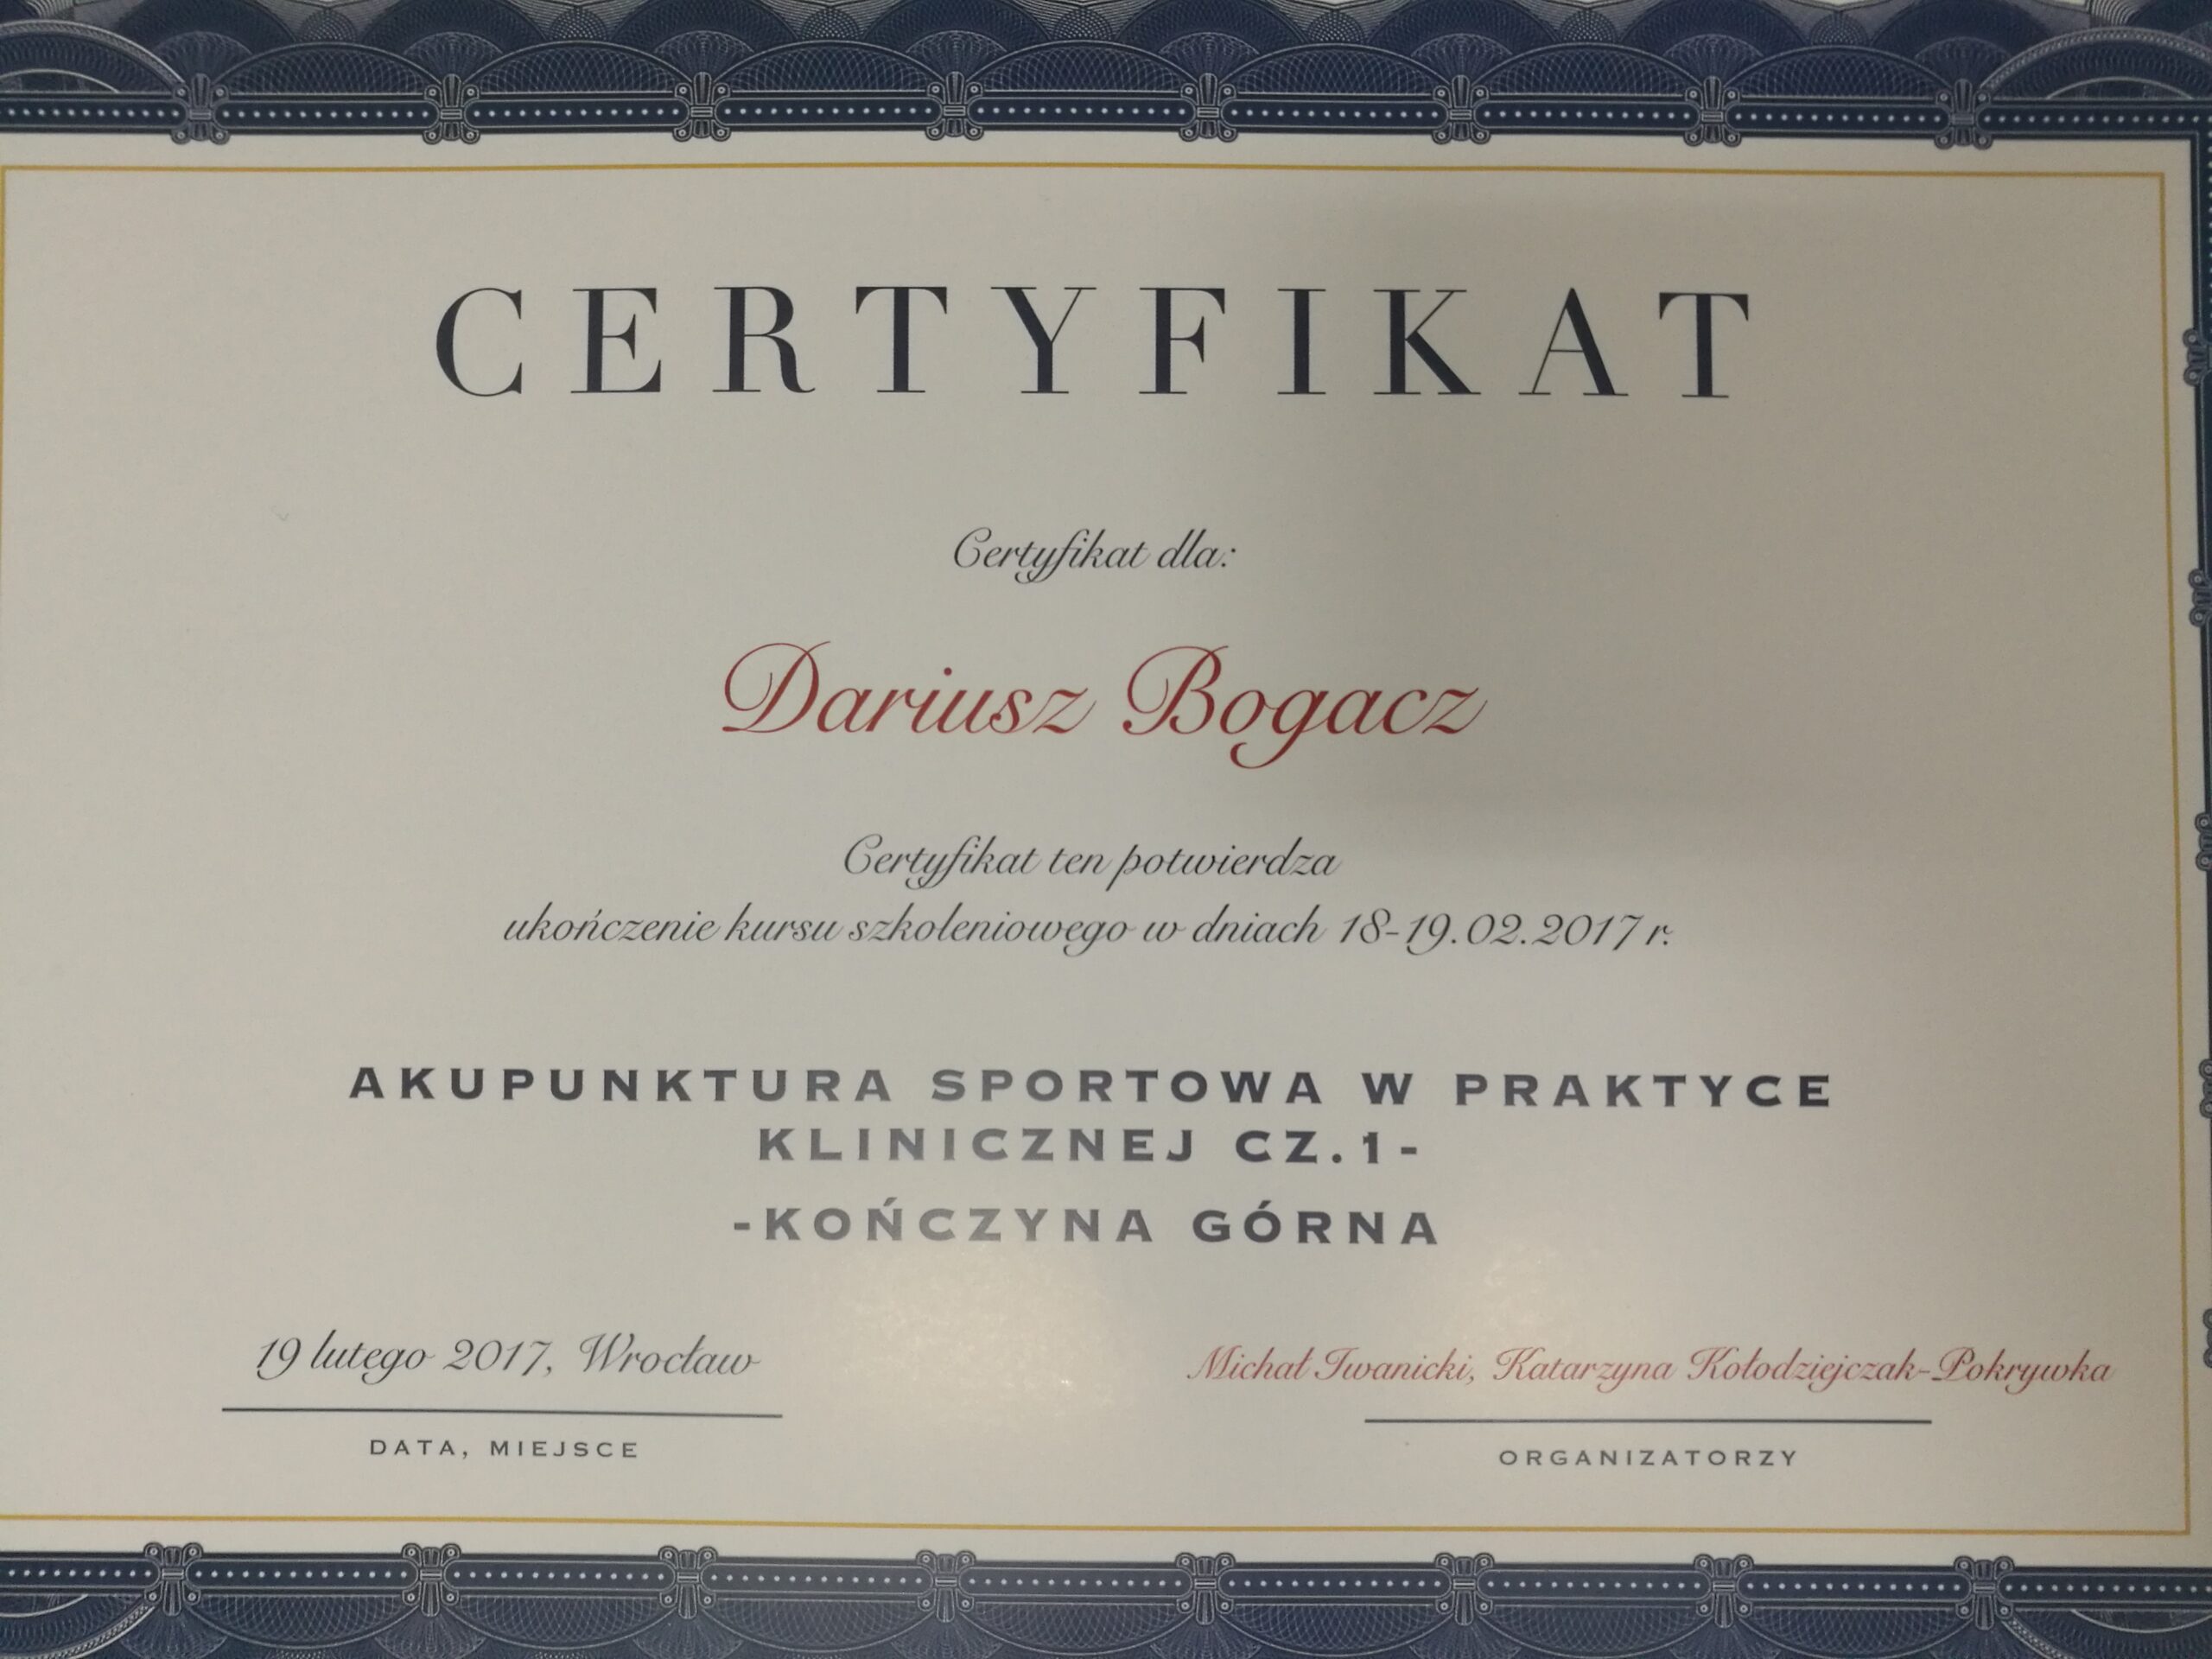 CERTYFIKAT
Certyfikat dla:
Dariusz Bogacz
Certyfikat ten potwierdza
ukończenie kursu szkoleniowego w dniach 18-19.02.2017 r.
AKUPUNKTURA SPORTOWA W PRAKTYCE
KLINICZNEJ CZ.1-
-KOŃCZYNA GÓRNA
19 lutego 2017, Wrocław
DATA, MIEJSCE
Michał Iwanicki, Katarzyna Kołodziejczak-Pokrywka
ORGANIZATORZY